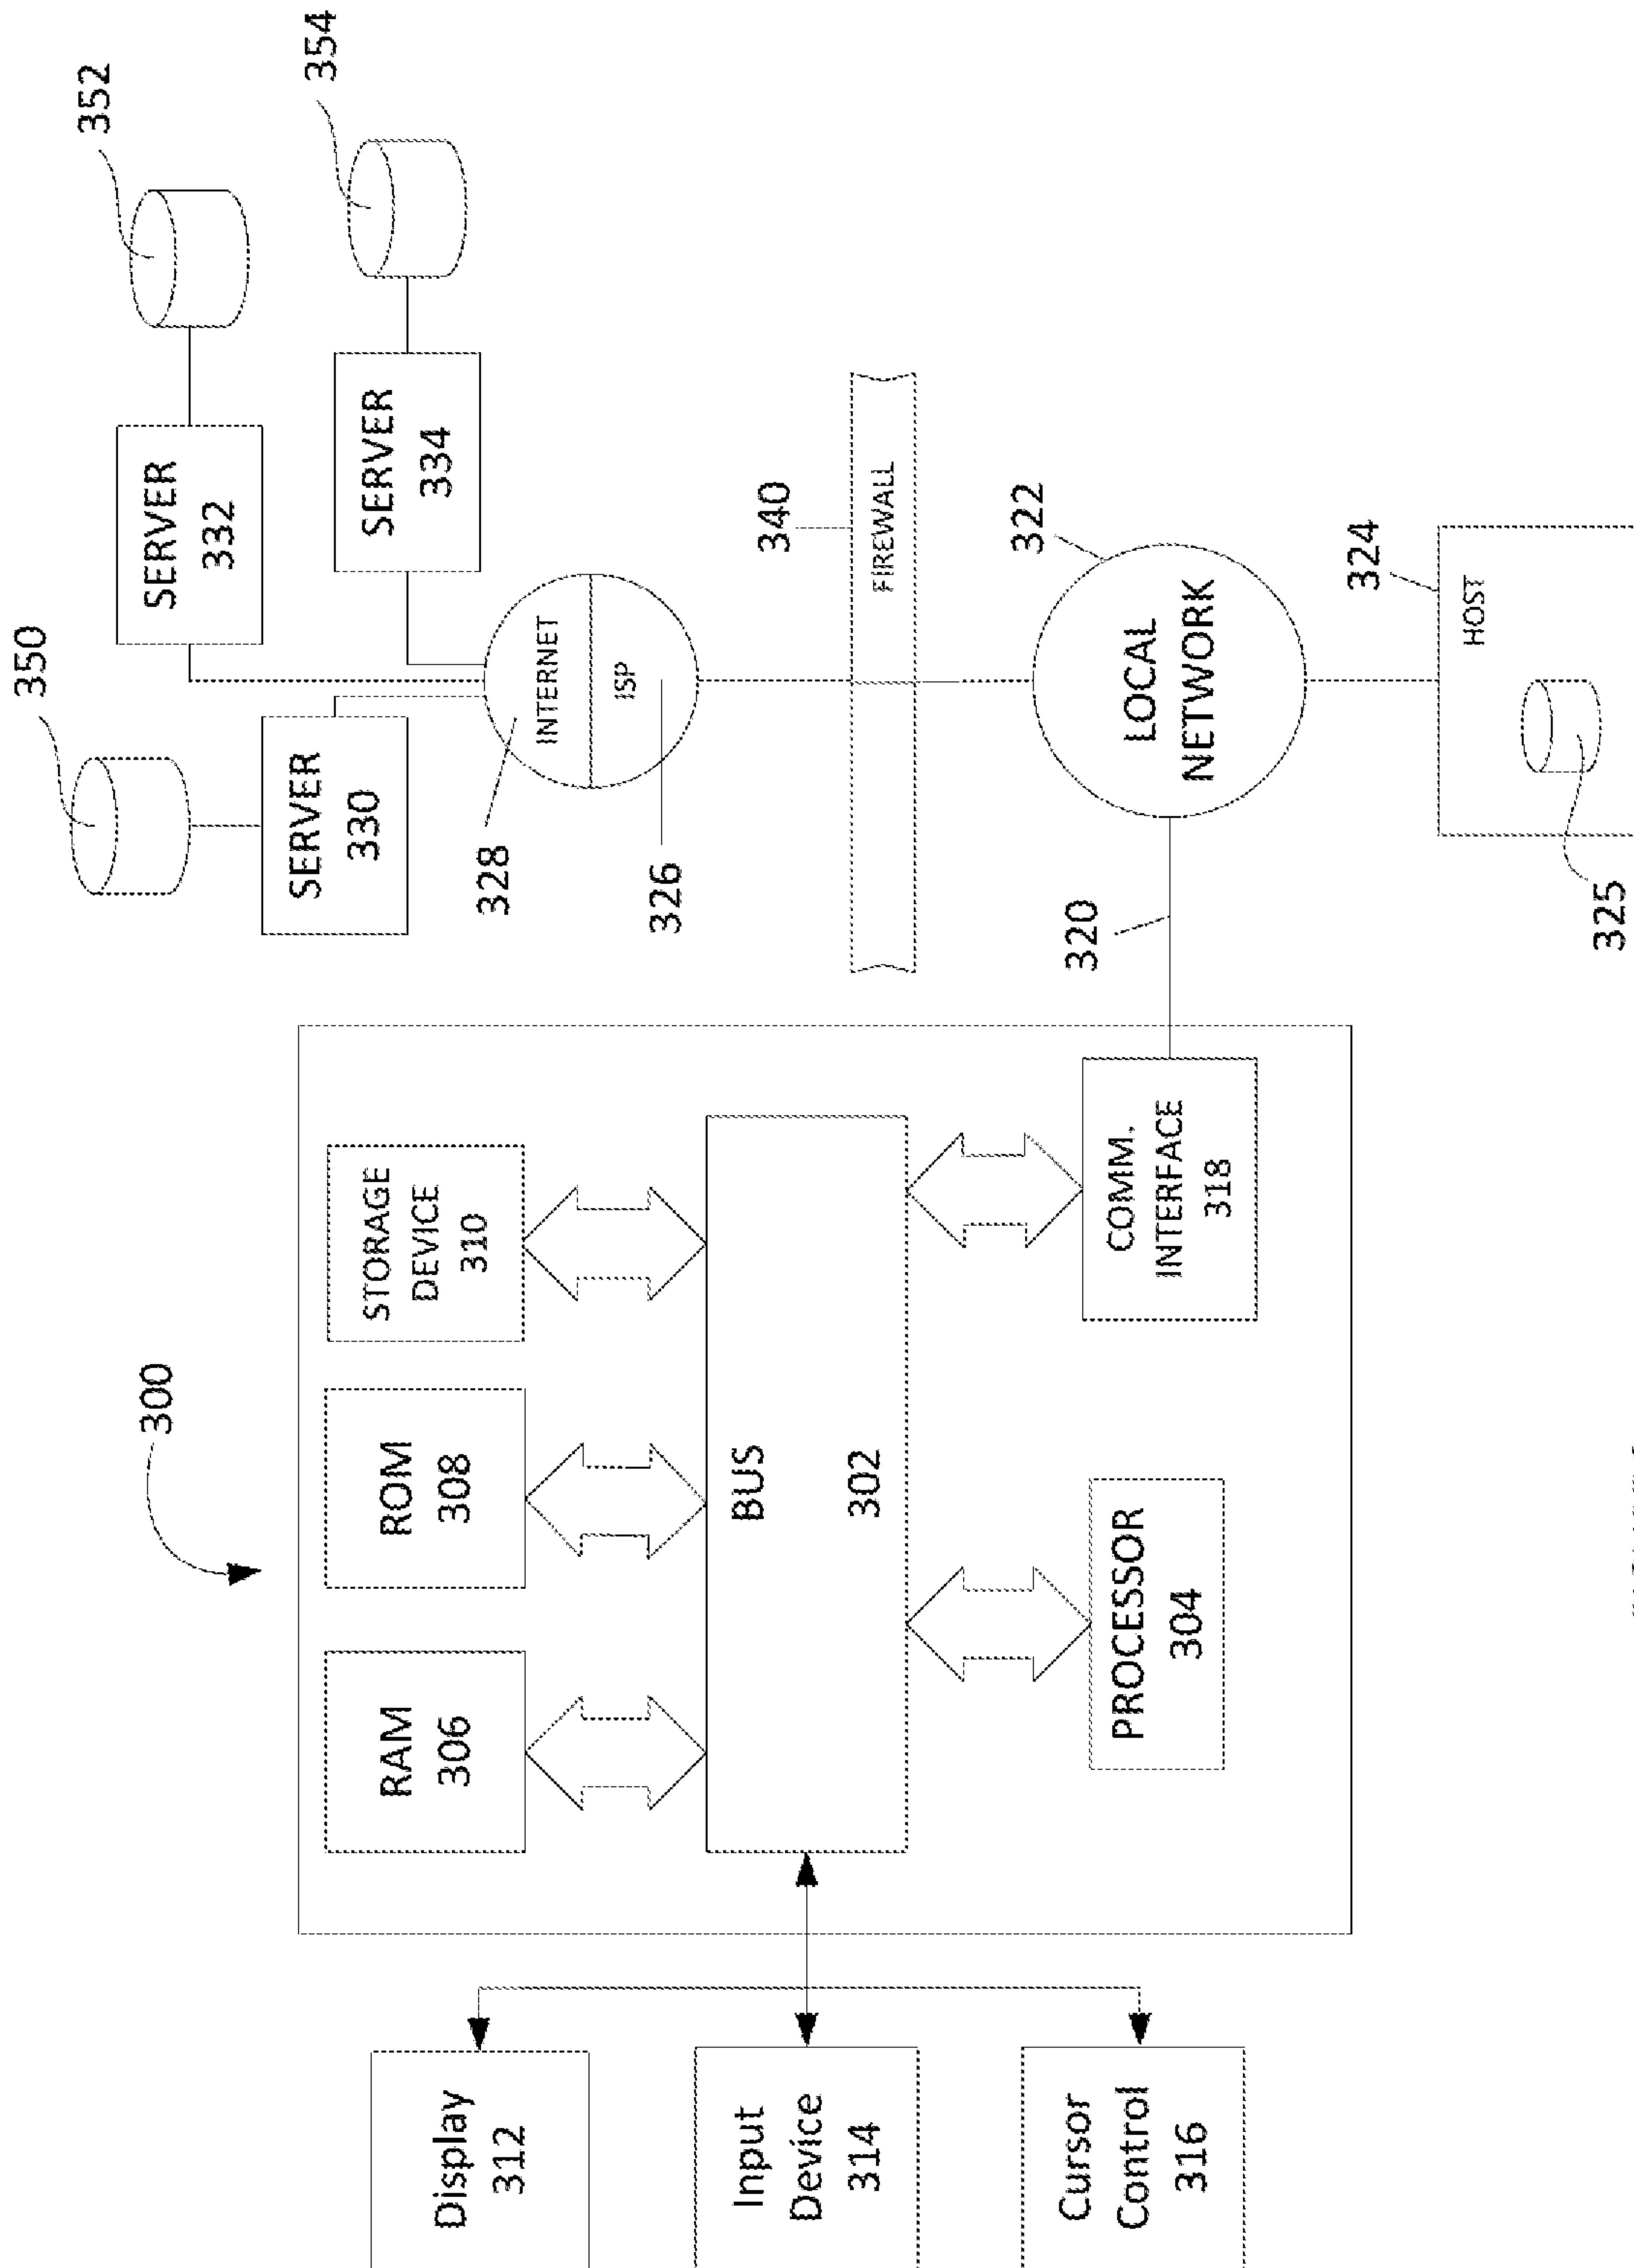 300
350
352
354
RAM
306
ROM
308
STORAGE
DEVICE
310
SERVER
330
SERVER
332
SERVER
334
Display
312
328
INTERNET
ISP
326
Input
Device
314
BUS
302
340
FIREWALL
Cursor
Control
316
PROCESSOR
304
COMM.
INTERFACE
318
320
LOCAL
NETWORK
322
324
HOST
325